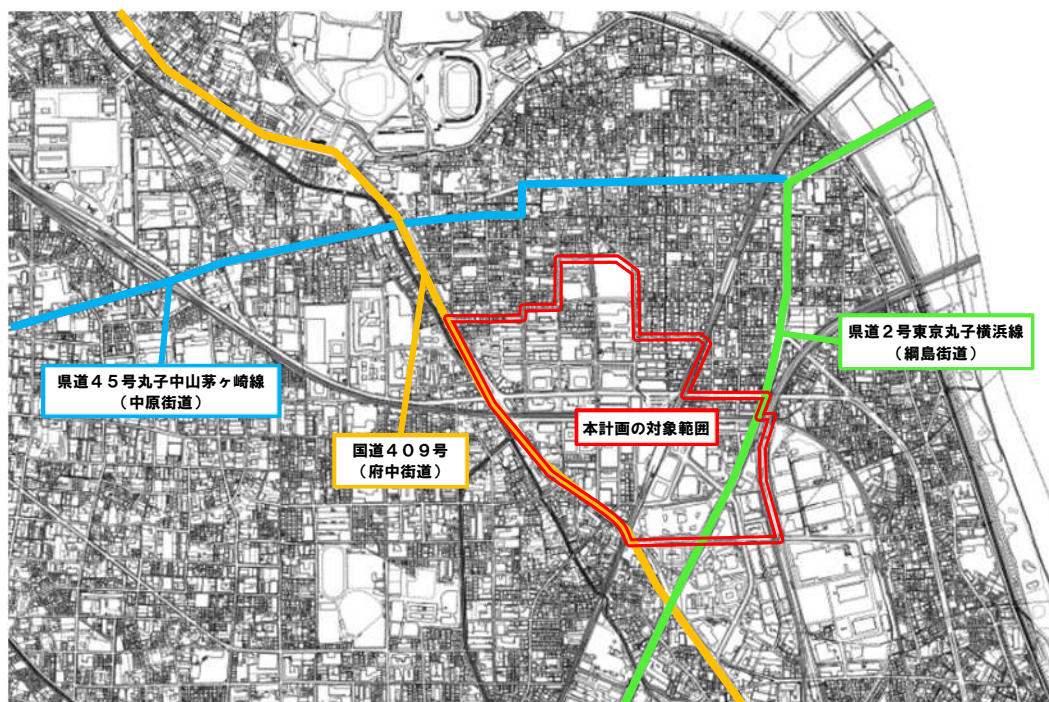 県道２号東京丸子横浜線
（綱島街道）
県道４５号丸子中山茅ヶ崎線
（中原街道）
本計画の対象範囲
国道４０９号
（府中街道）